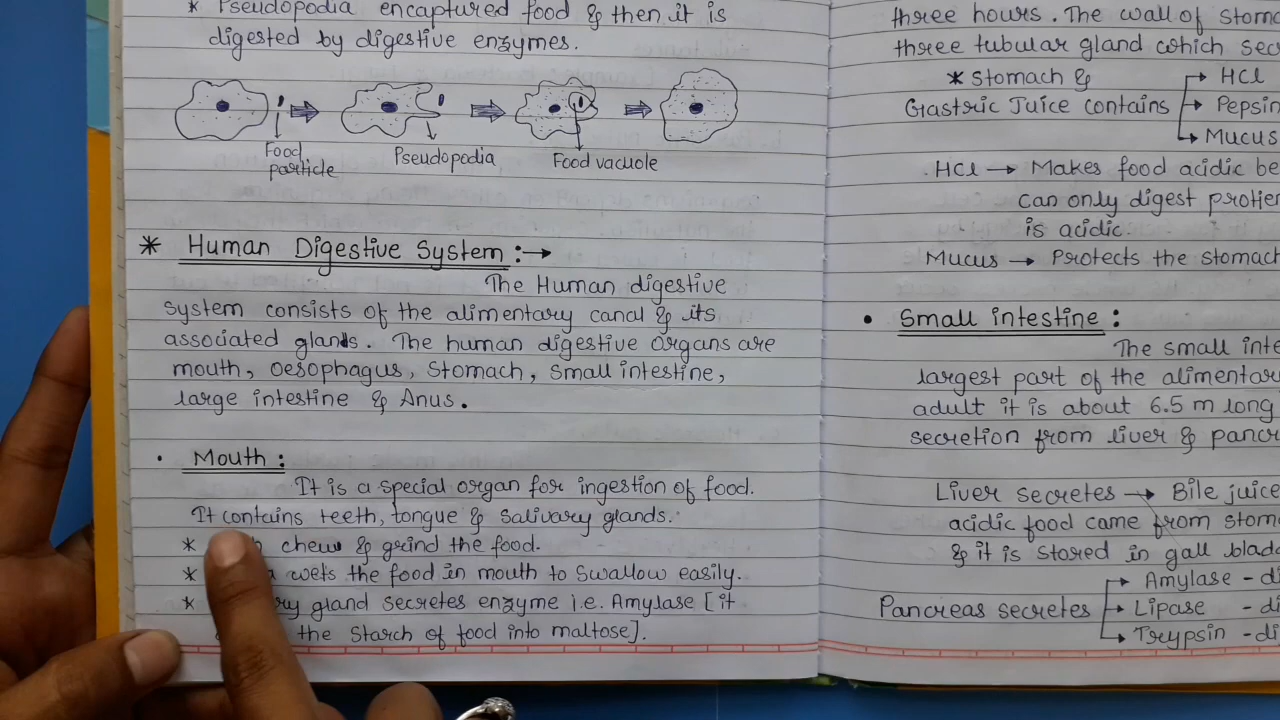 * Pseudopodia encaptured food & then it is
digested by digestive enzymes.
Food
particle
Pseudopodia
Food vacuole
* Human Digestive System :→
The Human digestive
system consists of the alimentary canal & its
associated glands. The human digestive organs are
mouth, Oesophagus, Stomach, Small intestine,
large intestine & Anus.
• Mouth :
It is a special organ for ingestion of food.
It contains teeth, tongue & Salivary glands.
* chew & grind the food.
* wets the food in mouth to Swallow easily.
* gland secretes enzyme i.e. Amylase [it
the Starch of food into maltose].
three hours. The wall of
three tubular gland which
* Stomach &
Gastric Juice contains
→ HCl
→ Pepsin
→ Mucus
HCl → Makes food acidic
can only digest
is acidic.
Mucus → Protects the stomach
• Small intestine :
The small
largest part of the
adult it is about 6.5 m long
secretion from liver &
Liver secretes → Bile juice
acidic food came from
& it is stored in gall
Pancreas secretes
→ Amylase -
→ Lipase -
→ Trypsin -